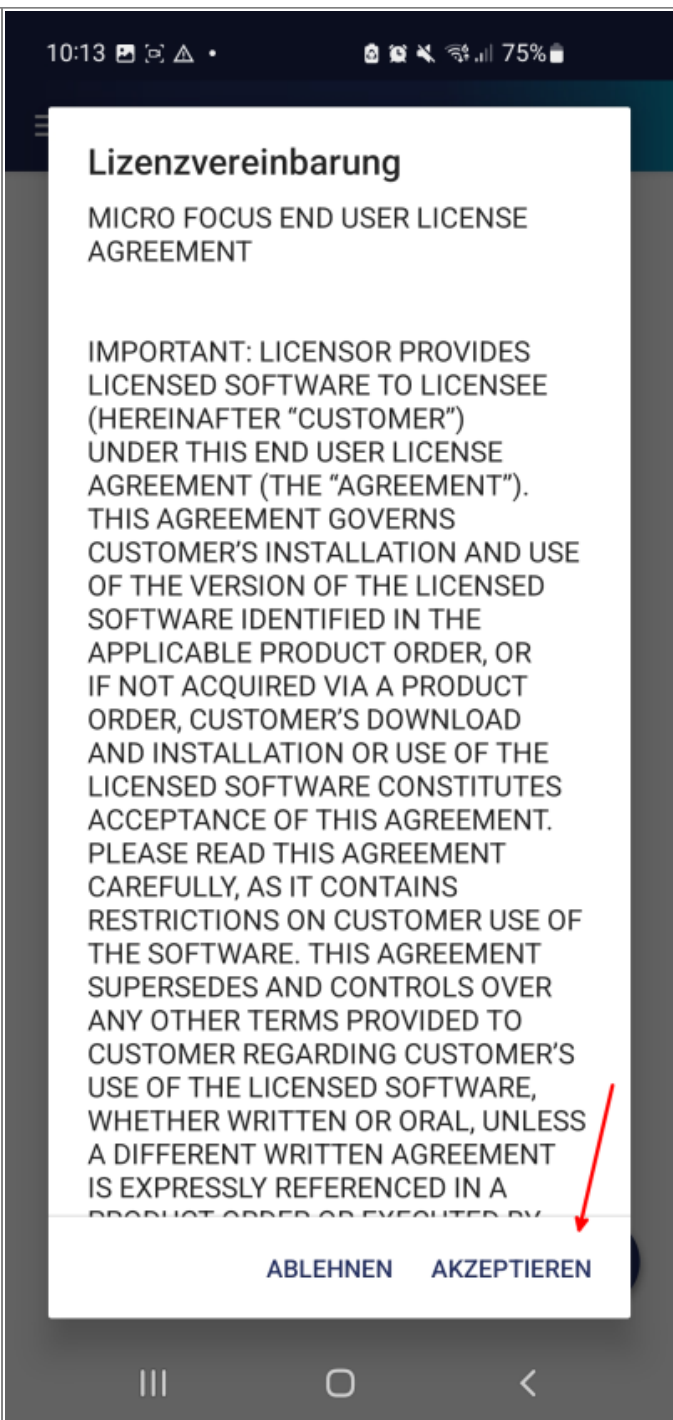 10:13 75%
Lizenzvereinbarung
MICRO FOCUS END USER LICENSE
AGREEMENT
IMPORTANT: LICENSOR PROVIDES
LICENSED SOFTWARE TO LICENSEE
(HEREINAFTER “CUSTOMER”)
UNDER THIS END USER LICENSE
AGREEMENT (THE “AGREEMENT”).
THIS AGREEMENT GOVERNS
CUSTOMER’S INSTALLATION AND USE
OF THE VERSION OF THE LICENSED
SOFTWARE IDENTIFIED IN THE
APPLICABLE PRODUCT ORDER, OR
IF NOT ACQUIRED VIA A PRODUCT
ORDER, CUSTOMER’S DOWNLOAD
AND INSTALLATION OR USE OF THE
LICENSED SOFTWARE CONSTITUTES
ACCEPTANCE OF THIS AGREEMENT.
PLEASE READ THIS AGREEMENT
CAREFULLY, AS IT CONTAINS
RESTRICTIONS ON CUSTOMER USE OF
THE SOFTWARE. THIS AGREEMENT
SUPERSEDES AND CONTROLS OVER
ANY OTHER TERMS PROVIDED TO
CUSTOMER REGARDING CUSTOMER’S
USE OF THE LICENSED SOFTWARE,
WHETHER WRITTEN OR ORAL, UNLESS
A DIFFERENT WRITTEN AGREEMENT
IS EXPRESSLY REFERENCED IN A
PRODUCT ORDER OR EXECUTED BY
ABLEHNEN AKZEPTIEREN